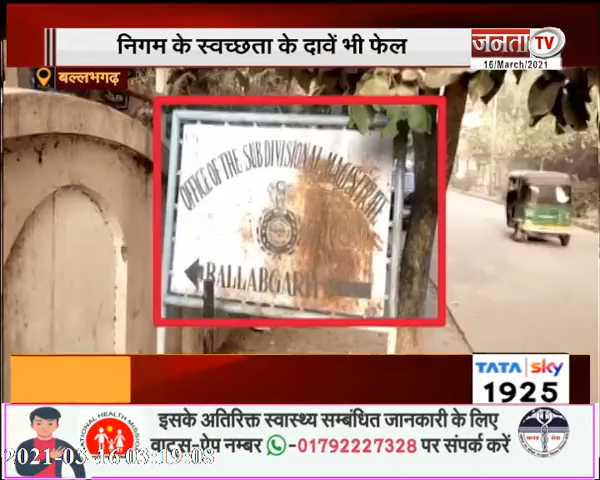 निगम के स्वच्छता के दावें भी फेल
जनता TV
16/March/2021
बल्लभगढ़
OFFICE OF THE SUB DIVISIONAL MAGISTRATE
BALLABGARH
TATA sky
1925
NATIONAL HEALTH MISSION
इसके अतिरिक्त स्वास्थ्य सम्बंधित जानकारी के लिए
वाट्स-ऐप नम्बर -01792227328 पर संपर्क करें
2021-03-16 03:19:08